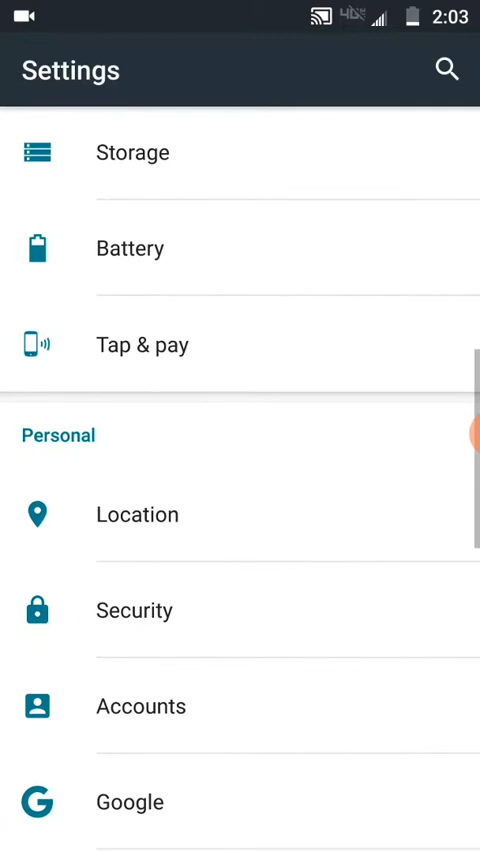 2:03
Settings
Storage
Battery
Tap & pay
Personal
Location
Security
Accounts
Google